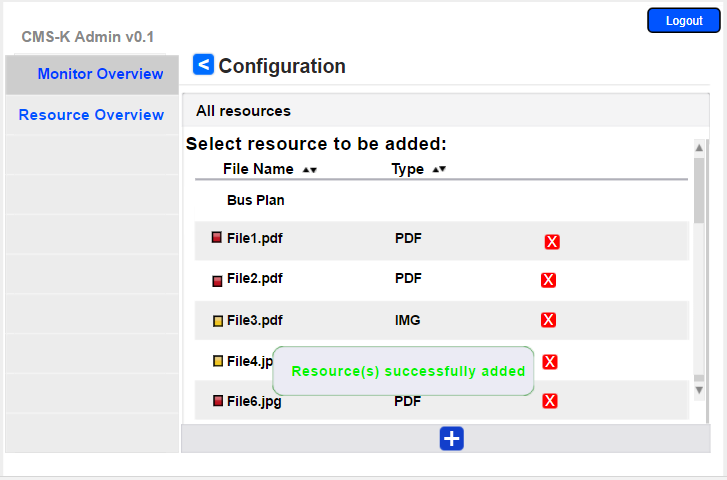 Logout
CMS-K Admin v0.1
Monitor Overview
Resource Overview
< Configuration
All resources
Select resource to be added:
File Name Type
Bus Plan
File1.pdf PDF X
File2.pdf PDF X
File3.pdf IMG X
File4.jp X
Resource(s) successfully added
File6.jpg PDF X
+